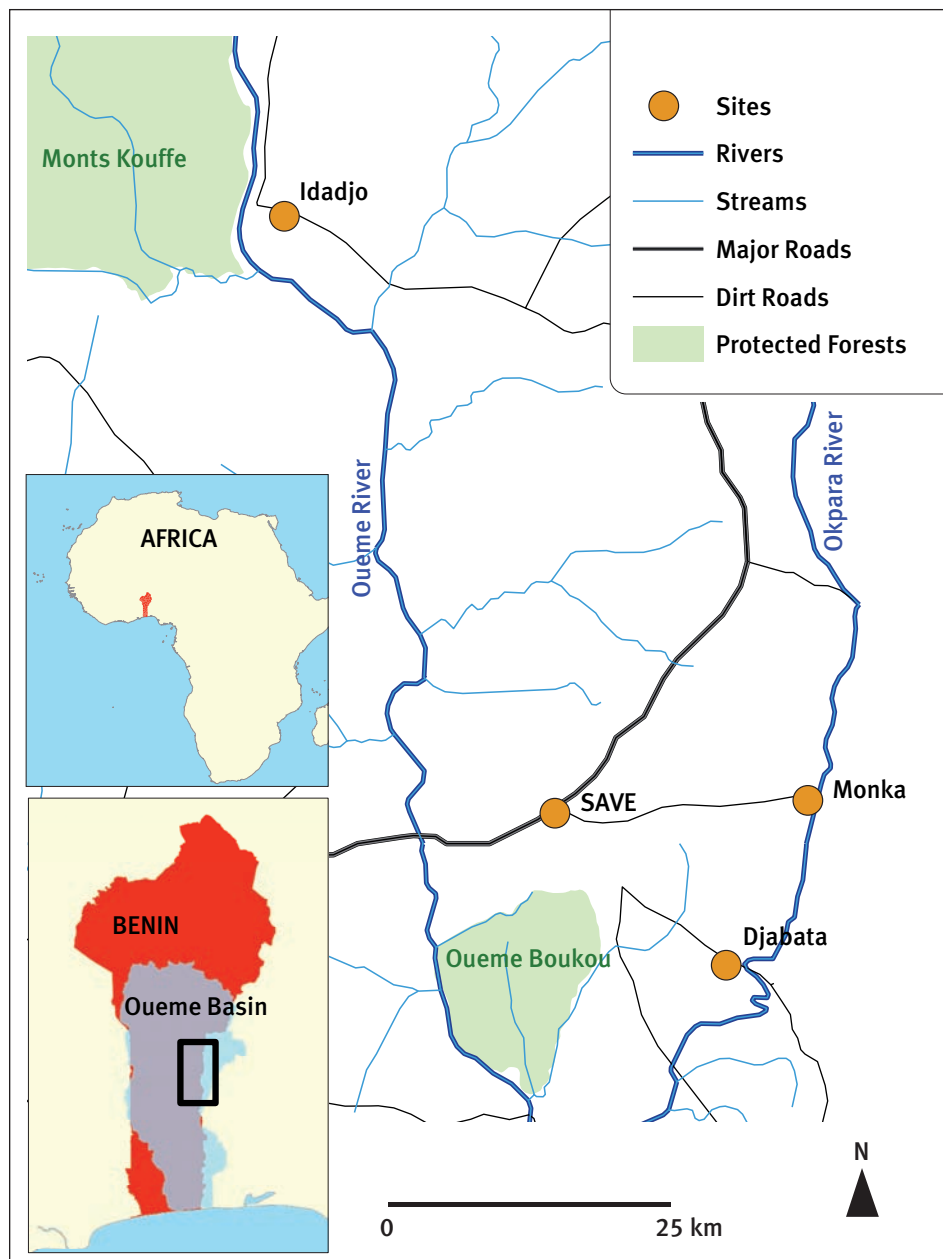 Monts Kouffe
Idadjo
Sites
Rivers
Streams
Major Roads
Dirt Roads
Protected Forests
Oueme River
Okpara River
AFRICA
SAVE
Monka
BENIN
Oueme Boukou
Djabata
Oueme Basin
N
0
25 km